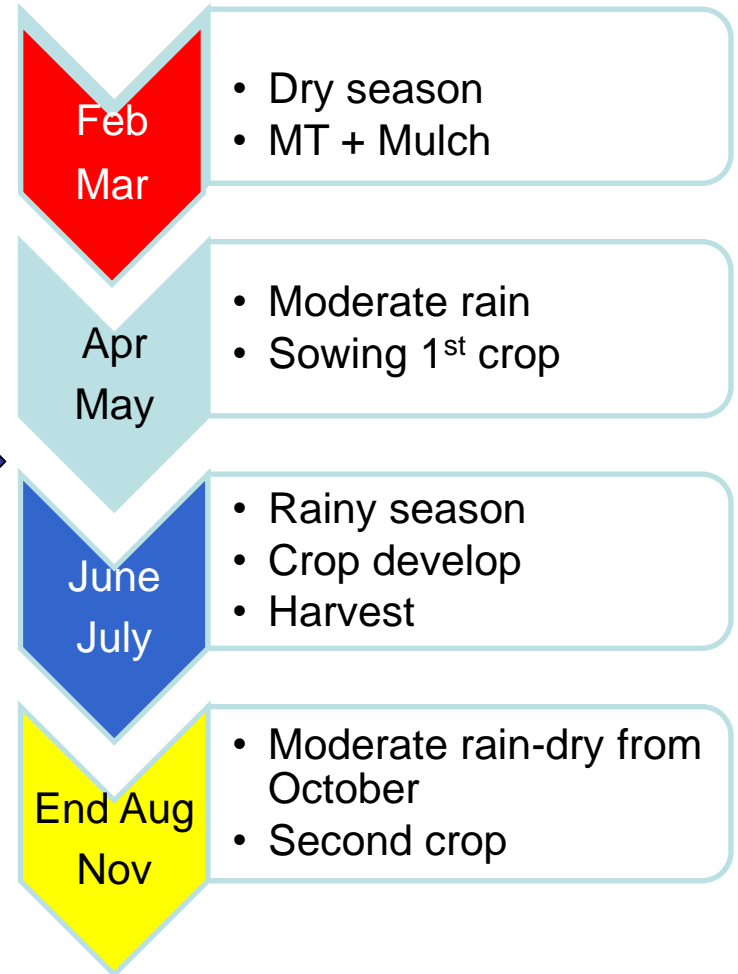 Feb
Mar
• Dry season
• MT + Mulch
Apr
May
• Moderate rain
• Sowing 1st crop
June
July
• Rainy season
• Crop develop
• Harvest
End Aug
Nov
• Moderate rain-dry from
October
• Second crop